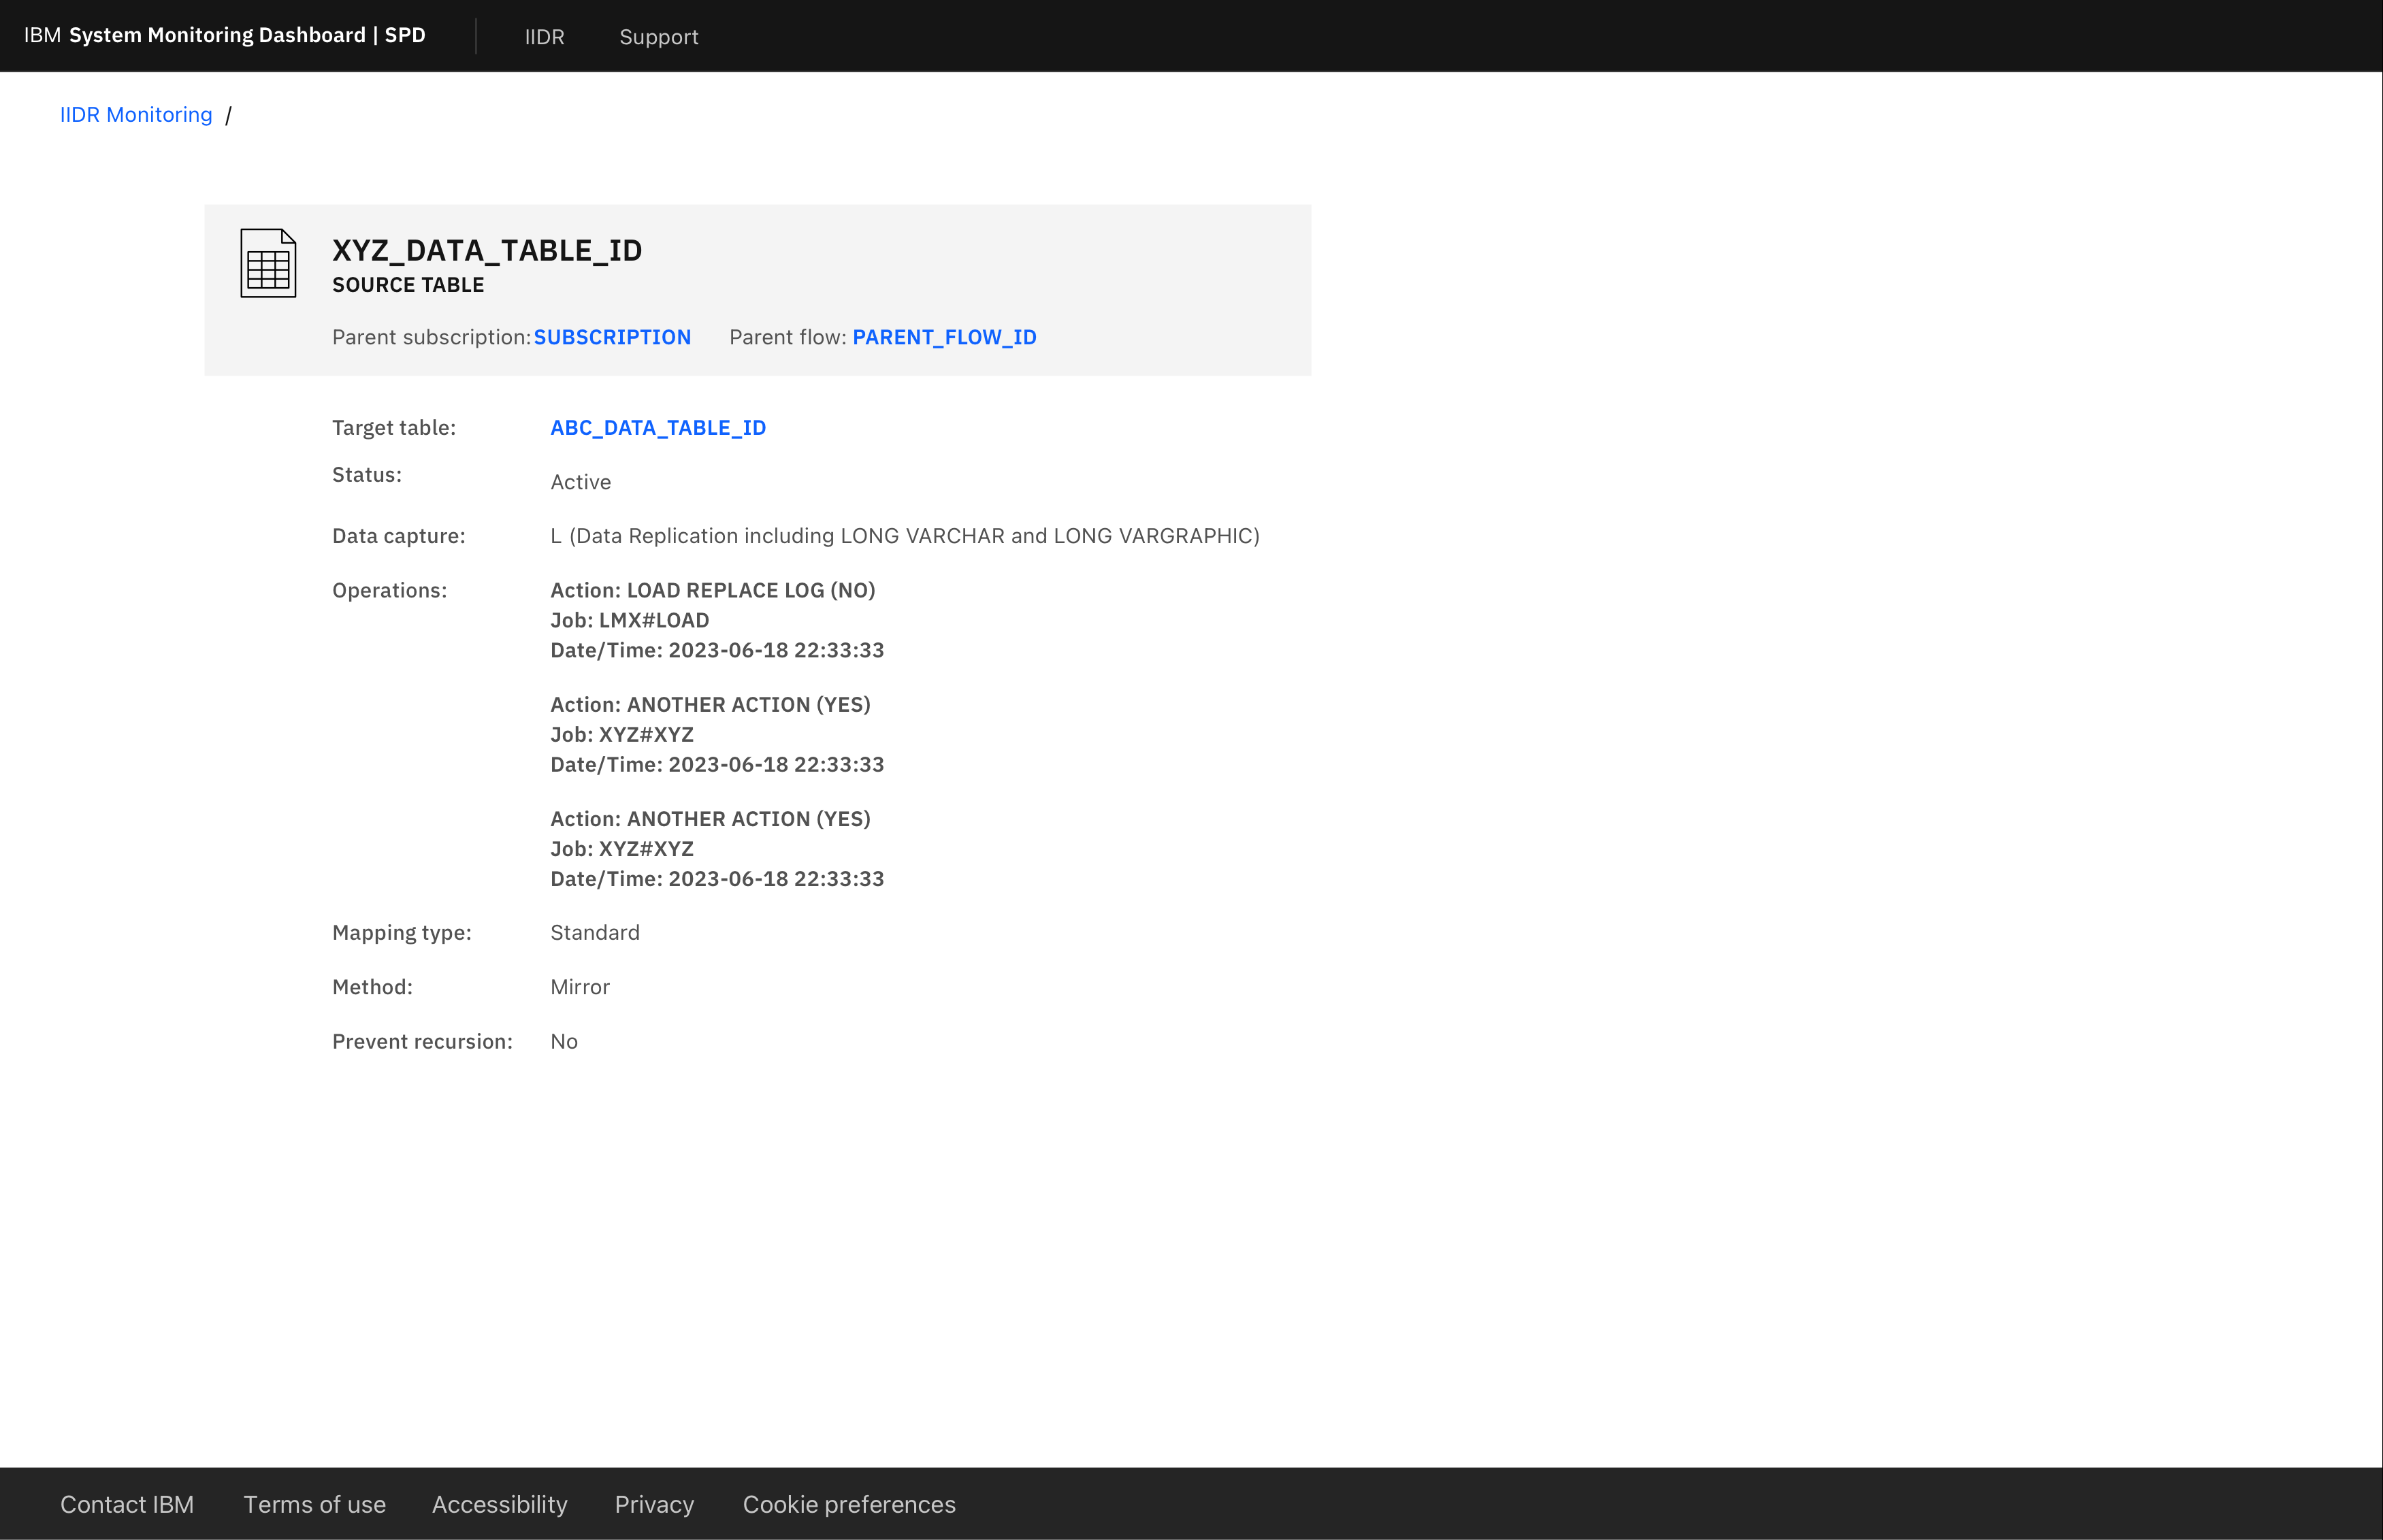 IBM System Monitoring Dashboard | SPD IIDR Support
IIDR Monitoring /
XYZ_DATA_TABLE_ID
SOURCE TABLE
Parent subscription: SUBSCRIPTION Parent flow: PARENT_FLOW_ID
Target table: ABC_DATA_TABLE_ID
Status: Active
Data capture: L (Data Replication including LONG VARCHAR and LONG VARGRAPHIC)
Operations: Action: LOAD REPLACE LOG (NO)
Job: LMX#LOAD
Date/Time: 2023-06-18 22:33:33
Action: ANOTHER ACTION (YES)
Job: XYZ#XYZ
Date/Time: 2023-06-18 22:33:33
Action: ANOTHER ACTION (YES)
Job: XYZ#XYZ
Date/Time: 2023-06-18 22:33:33
Mapping type: Standard
Method: Mirror
Prevent recursion: No
Contact IBM Terms of use Accessibility Privacy Cookie preferences